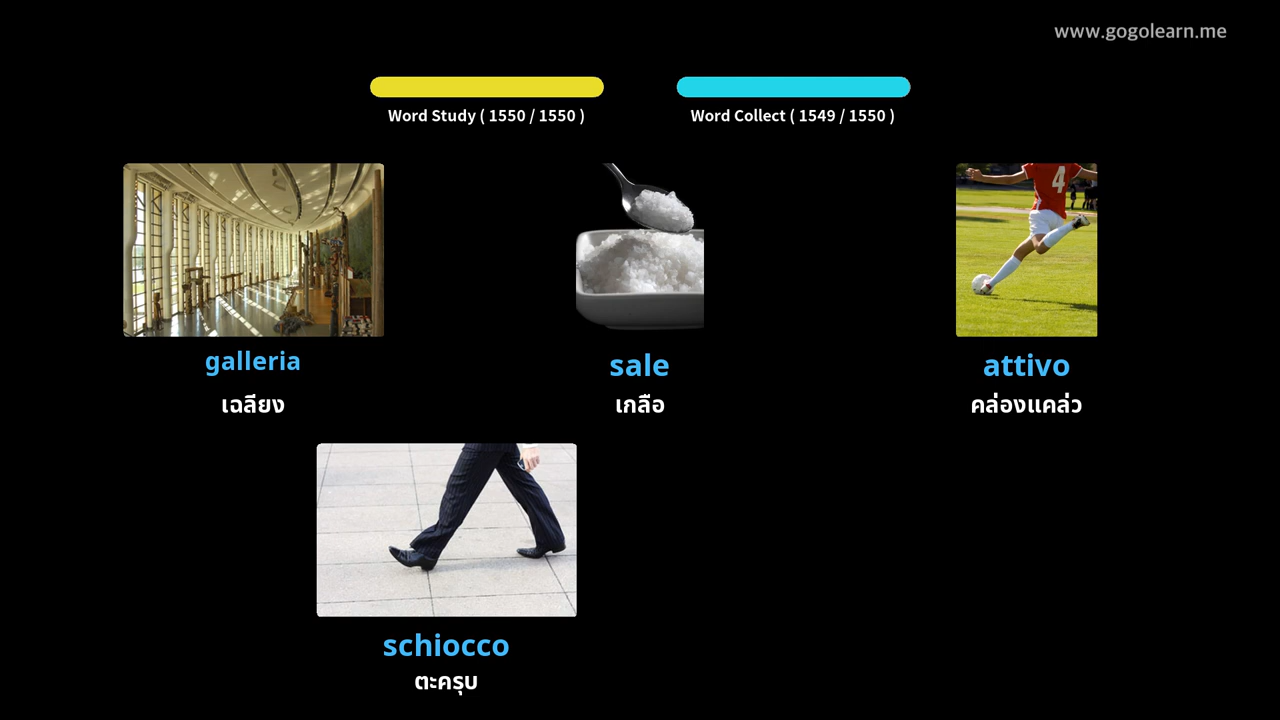 www.gogolearn.me
Word Study ( 1550 / 1550 )
Word Collect ( 1549 / 1550 )
4
galleria
sale
attivo
เฉลียง
เกลือ
คล่องแคล่ว
schiocco
ตะครุบ